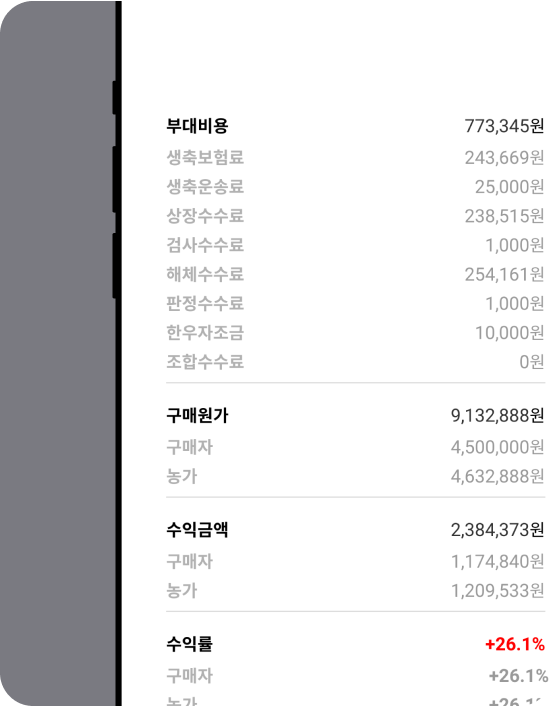 부대비용 773,345원
생축보험료 243,669원
생축운송료 25,000원
상장수수료 238,515원
검사수수료 1,000원
해체수수료 254,161원
판정수수료 1,000원
한우자조금 10,000원
조합수수료 0원
구매원가 9,132,888원
구매자 4,500,000원
농가 4,632,888원
수익금액 2,384,373원
구매자 1,174,840원
농가 1,209,533원
수익률 +26.1%
구매자 +26.1%
농가